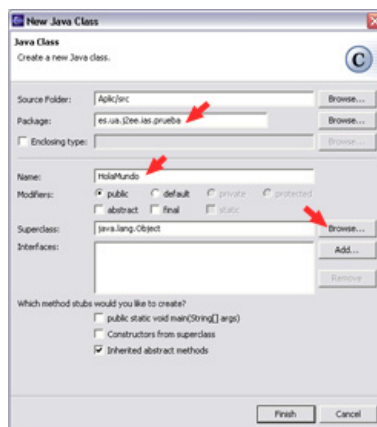 New Java Class
Java Class
Create a new Java class.
C
Source Folder: Aplic/src Browse...
Package: es.ua.j2ee.ias.prueba Browse...
Enclosing type: Browse...
Name: HolaMundo
Modifiers: public default private protected
abstract final static
Superclass: java.lang.Object Browse...
Interfaces: Add...
Remove
Which method stubs would you like to create?
public static void main(String[] args)
Constructors from superclass
Inherited abstract methods
Finish Cancel